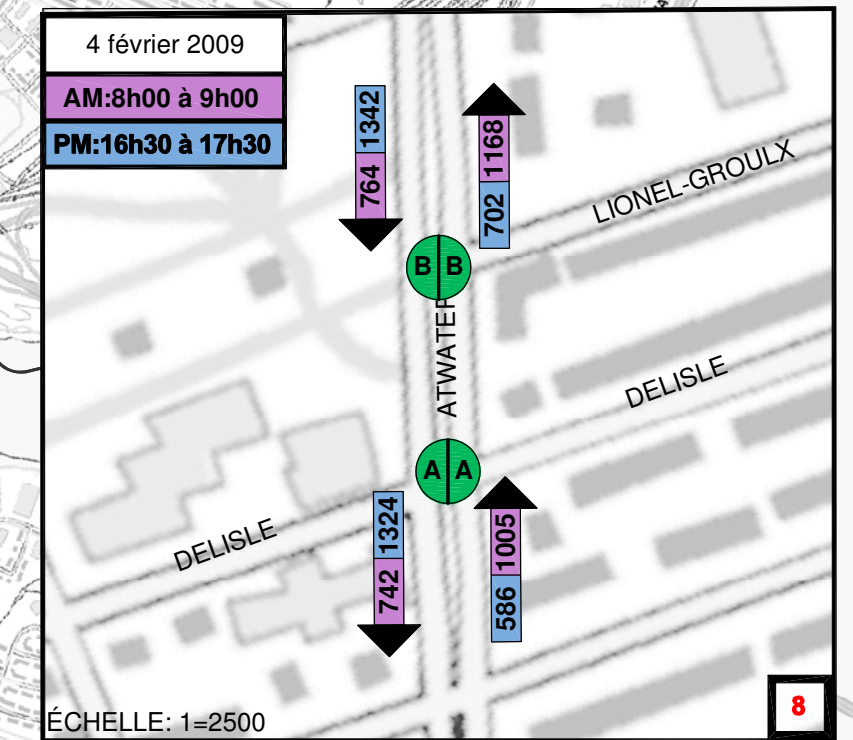 4 février 2009
AM:8h00 à 9h00
PM:16h30 à 17h30
1342
764
1168
702
LIONEL-GROULX
B B
ATWATER
DELISLE
A A
DELISLE
1324
742
1005
586
ÉCHELLE: 1=2500
8